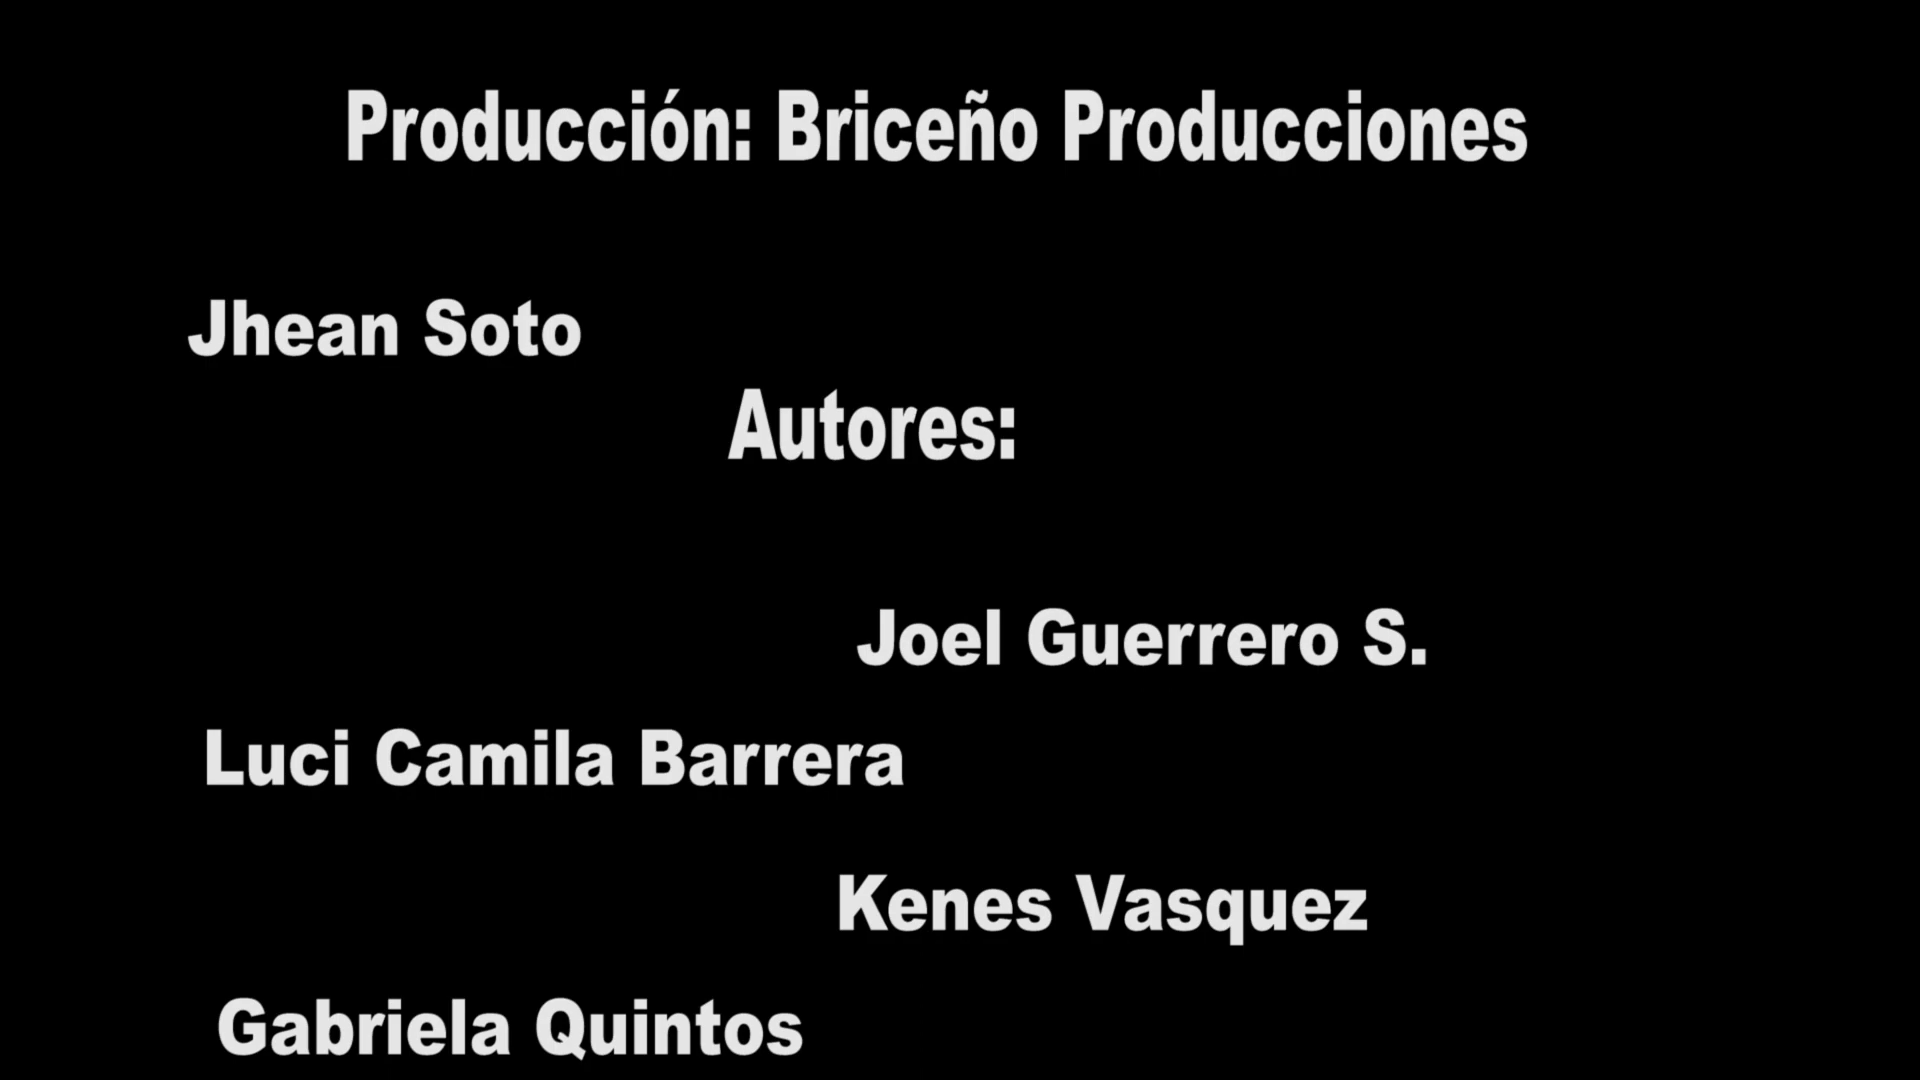 Producción: Briceño Producciones
Jhean Soto
Autores:
Joel Guerrero S.
Luci Camila Barrera
Kenes Vasquez
Gabriela Quintos